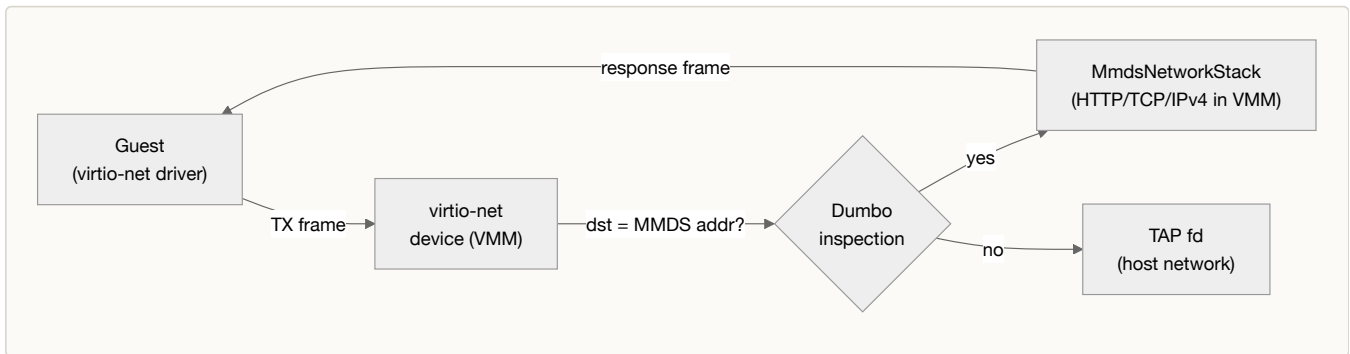 response frame
MmdsNetworkStack
(HTTP/TCP/IPv4 in VMM)
Guest
(virtio-net driver)
yes
TX frame
virtio-net
device (VMM)
dst = MMDS addr?
Dumbo
inspection
no
TAP fd
(host network)